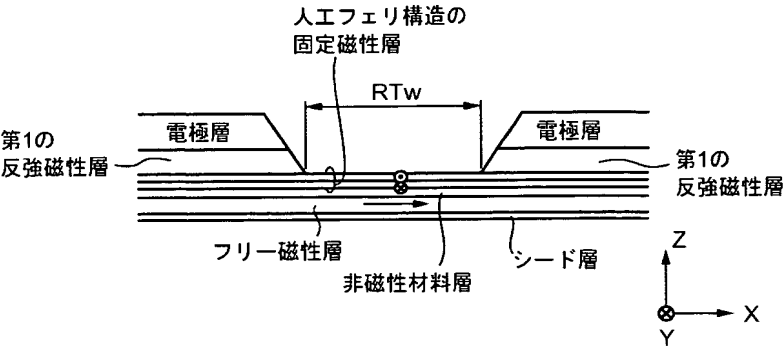 人工フェリ構造の
固定磁性層
RTw
電極層
電極層
第1の
反強磁性層
第1の
反強磁性層
フリー磁性層
シード層
非磁性材料層
Z
X
Y